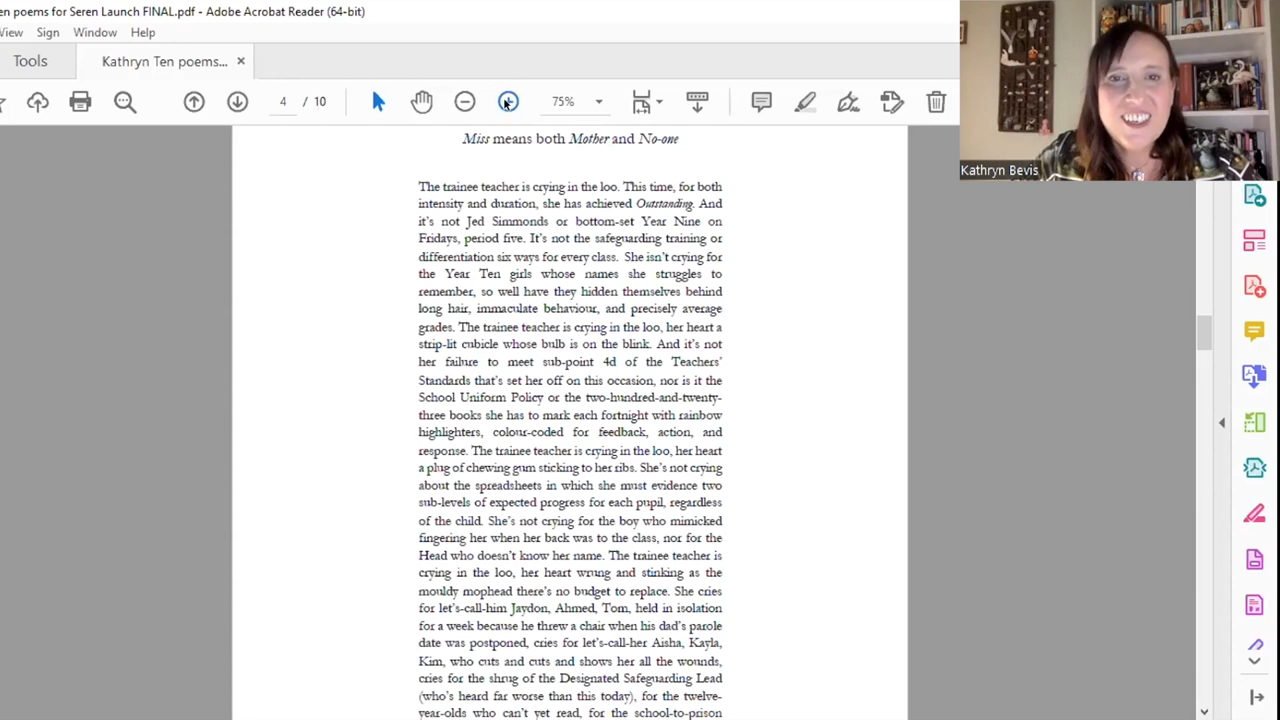 en poems for Seren Launch FINAL.pdf - Adobe Acrobat Reader (64-bit)
View Sign Window Help
Tools Kathryn Ten poems... ×
4 / 10 75%
Kathryn Bevis
Miss means both Mother and No-one
The trainee teacher is crying in the loo. This time, for both
intensity and duration, she has achieved Outstanding. And
it's not Jed Simmonds or bottom-set Year Nine on
Fridays, period five. It's not the safeguarding training or
differentiation six ways for every class. She isn't crying for
the Year Ten girls whose names she struggles to
remember, so well have they hidden themselves behind
long hair, immaculate behaviour, and precisely average
grades. The trainee teacher is crying in the loo, her heart a
strip-lit cubicle whose bulb is on the blink. And it's not
her failure to meet sub-point 4d of the Teachers'
Standards that's set her off on this occasion, nor is it the
School Uniform Policy or the two-hundred-and-twenty-
three books she has to mark each fortnight with rainbow
highlighters, colour-coded for feedback, action, and
response. The trainee teacher is crying in the loo, her heart
a plug of chewing gum sticking to her ribs. She's not crying
about the spreadsheets in which she must evidence two
sub-levels of expected progress for each pupil, regardless
of the child. She's not crying for the boy who mimicked
fingering her when her back was to the class, nor for the
Head who doesn't know her name. The trainee teacher is
crying in the loo, her heart wrung and stinking as the
mouldy mophead there's no budget to replace. She cries
for let's-call-him Jaydon, Ahmed, Tom, held in isolation
for a week because he threw a chair when his dad's parole
date was postponed, cries for let's-call-her Aisha, Kayla,
Kim, who cuts and cuts and shows her all the wounds,
cries for the shrug of the Designated Safeguarding Lead
(who's heard far worse than this today), for the twelve-
year-olds who can't yet read, for the school-to-prison